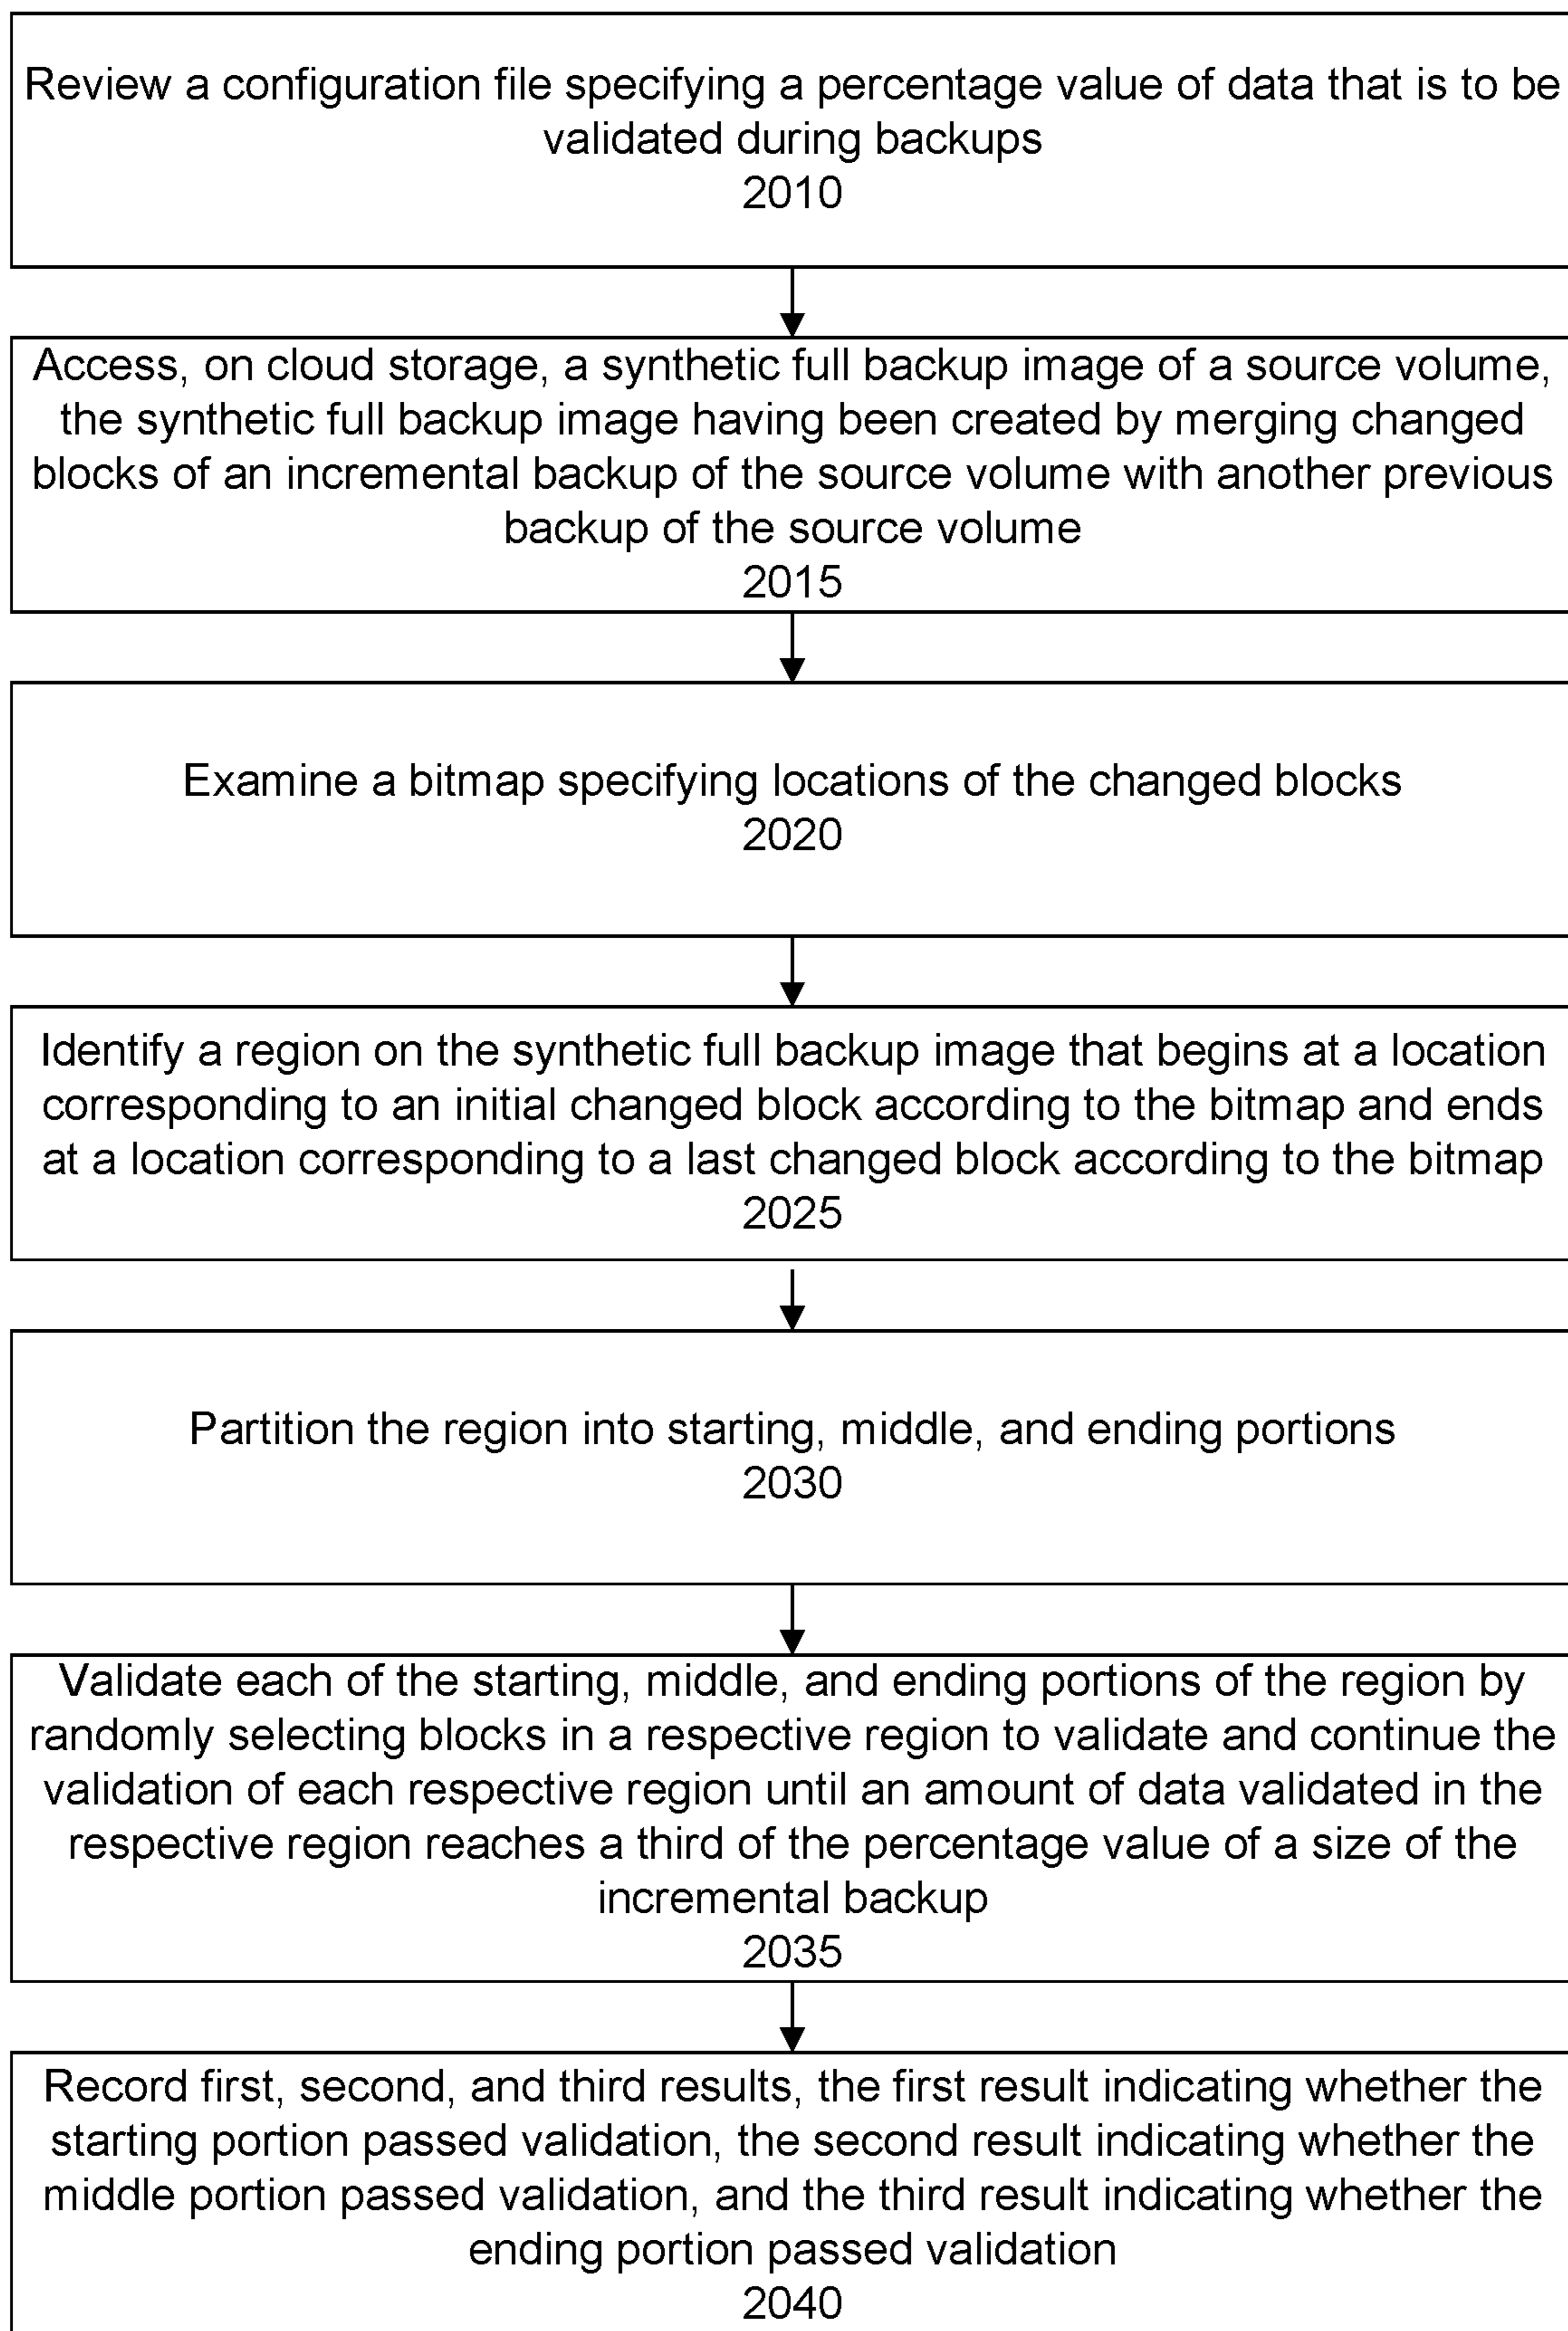 Review a configuration file specifying a percentage value of data that is to be
validated during backups
2010
Access, on cloud storage, a synthetic full backup image of a source volume,
the synthetic full backup image having been created by merging changed
blocks of an incremental backup of the source volume with another previous
backup of the source volume
2015
Examine a bitmap specifying locations of the changed blocks
2020
Identify a region on the synthetic full backup image that begins at a location
corresponding to an initial changed block according to the bitmap and ends
at a location corresponding to a last changed block according to the bitmap
2025
Partition the region into starting, middle, and ending portions
2030
Validate each of the starting, middle, and ending portions of the region by
randomly selecting blocks in a respective region to validate and continue the
validation of each respective region until an amount of data validated in the
respective region reaches a third of the percentage value of a size of the
incremental backup
2035
Record first, second, and third results, the first result indicating whether the
starting portion passed validation, the second result indicating whether the
middle portion passed validation, and the third result indicating whether the
ending portion passed validation
2040